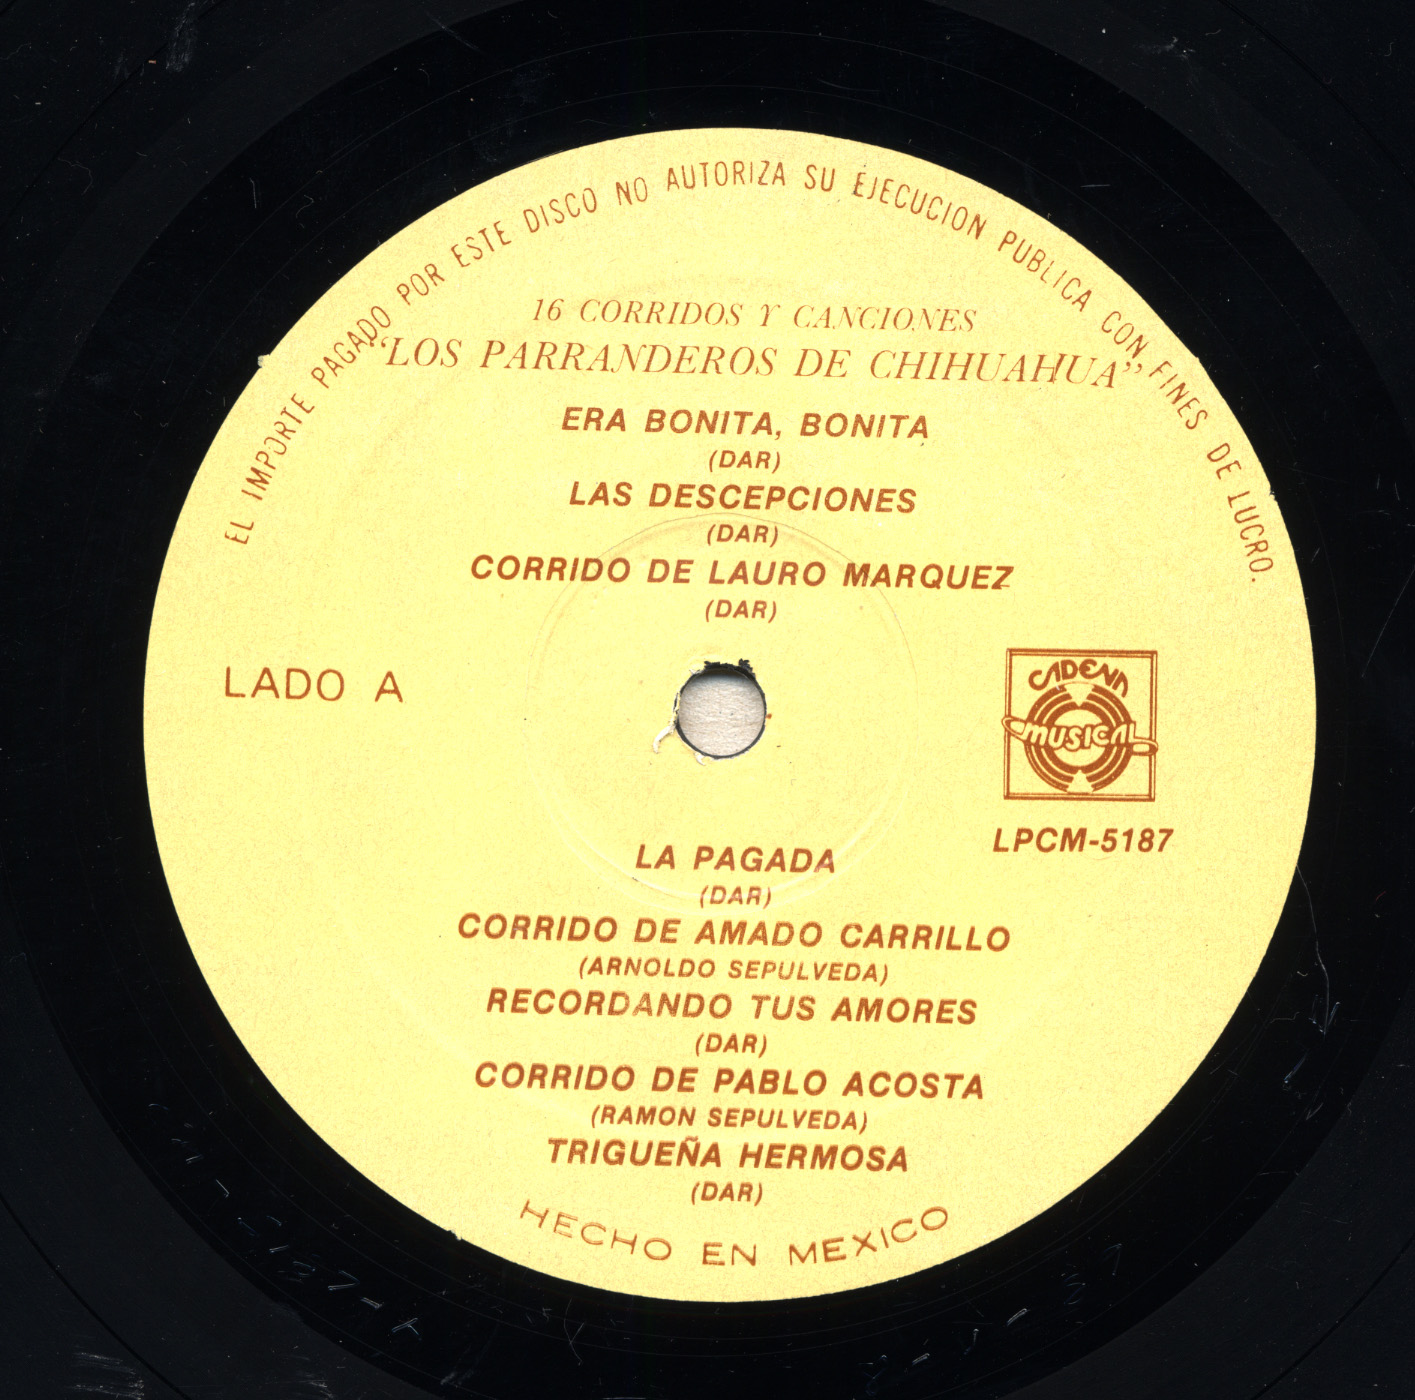 EL IMPORTE PAGADO POR ESTE DISCO NO AUTORIZA SU EJECUCION PUBLICA CON FINES DE LUCRO.
16 CORRIDOS Y CANCIONES
"LOS PARRANDEROS DE CHIHUAHUA"
ERA BONITA, BONITA
(DAR)
LAS DESCEPCIONES
(DAR)
CORRIDO DE LAURO MARQUEZ
(DAR)
LADO A
CADENA
MUSICAL
LPCM-5187
LA PAGADA
(DAR)
CORRIDO DE AMADO CARRILLO
(ARNOLDO SEPULVEDA)
RECORDANDO TUS AMORES
(DAR)
CORRIDO DE PABLO ACOSTA
(RAMON SEPULVEDA)
TRIGUEÑA HERMOSA
(DAR)
HECHO EN MEXICO